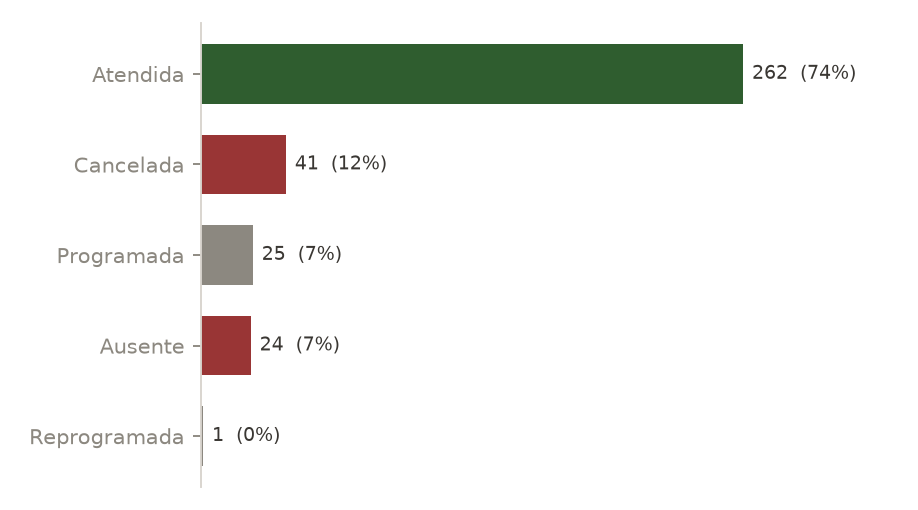 Atendida 262 (74%)
Cancelada 41 (12%)
Programada 25 (7%)
Ausente 24 (7%)
Reprogramada 1 (0%)